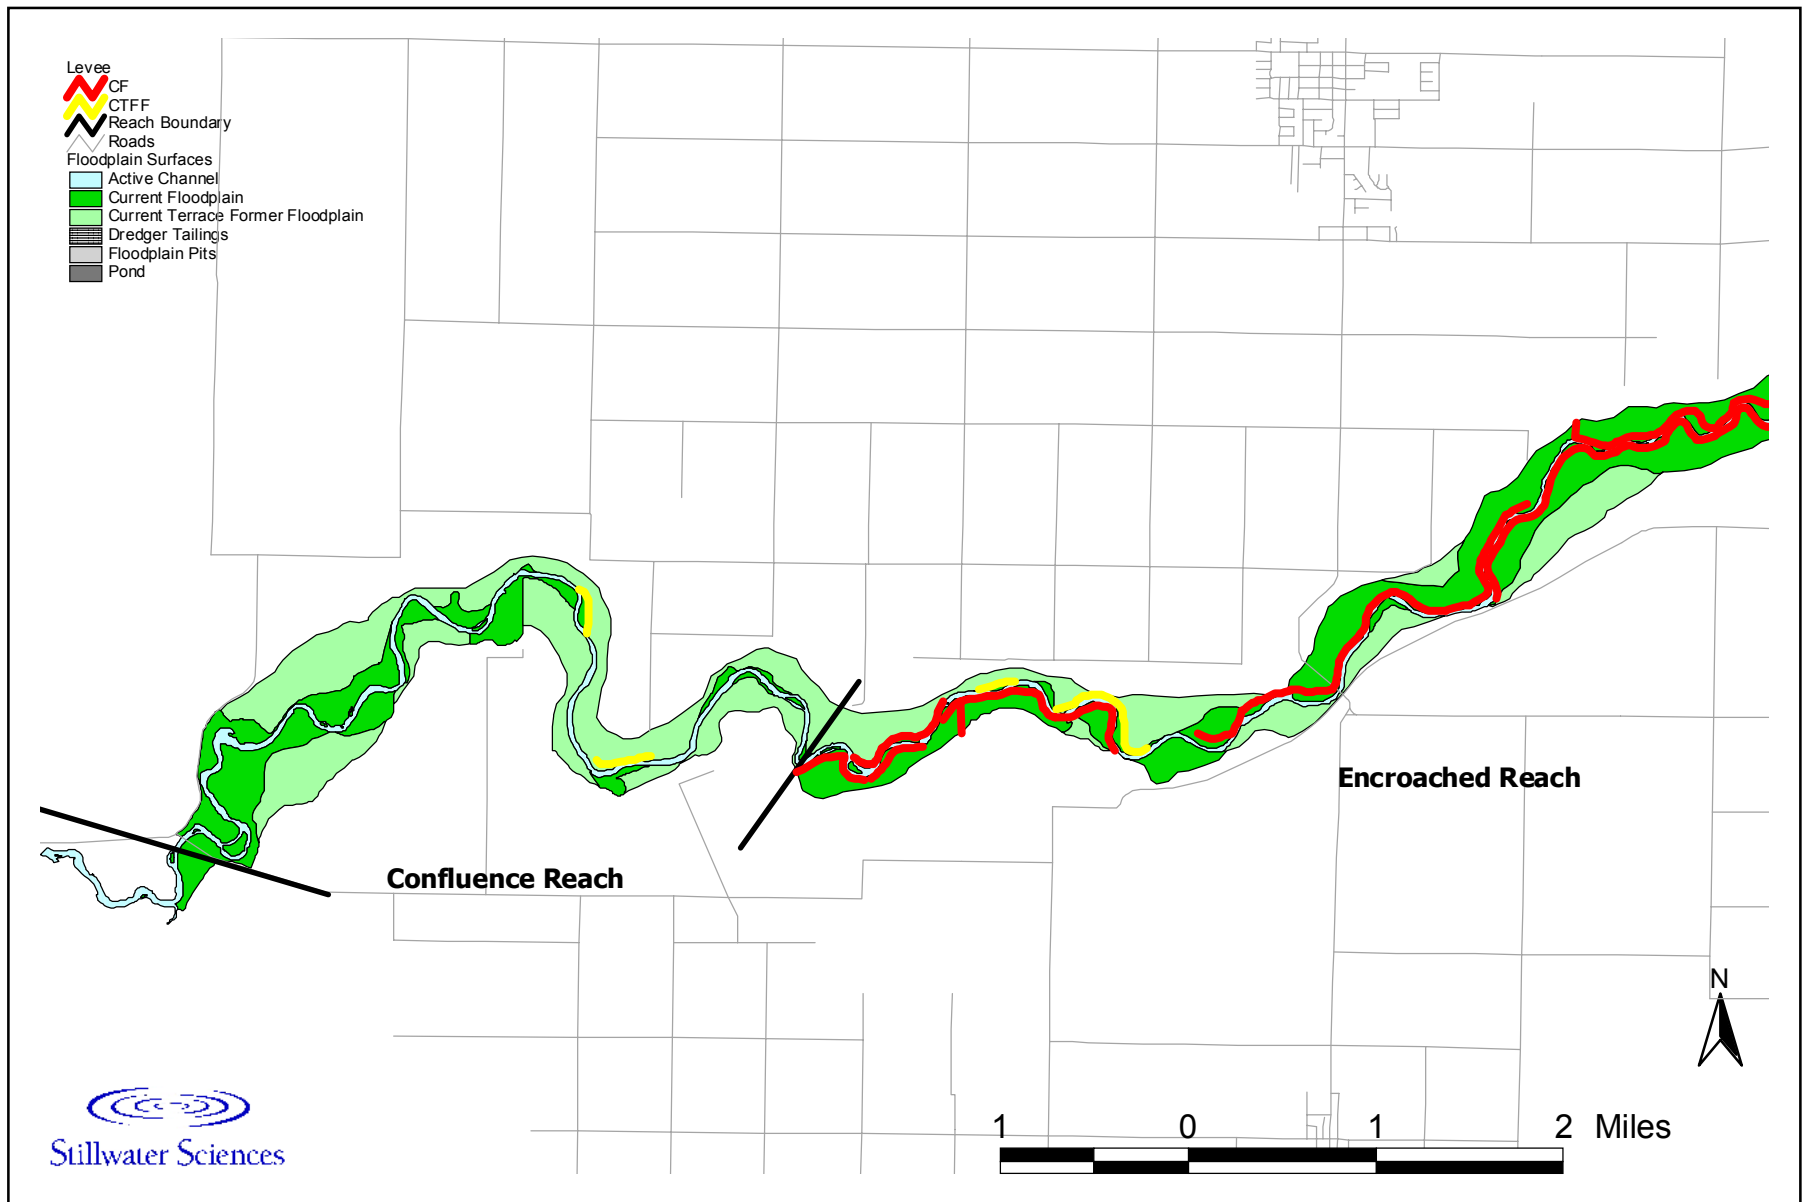 Levee
CF
CTFF
Reach Boundary
Roads
Floodplain Surfaces
Active Channel
Current Floodplain
Current Terrace Former Floodplain
Dredger Tailings
Floodplain Pits
Pond
Encroached Reach
Confluence Reach
N
1 0 1 2 Miles
Stillwater Sciences